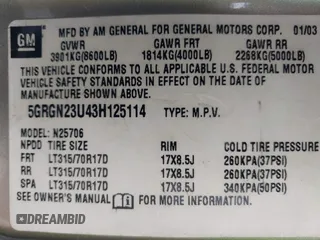 GM
MFD BY AM GENERAL FOR GENERAL MOTORS CORP. 01/03
GVWR GAWR FRT GAWR RR
3901KG(8600LB) 1814KG(4000LB) 2268KG(5000LB)
THIS VEHICLE CONFORMS TO ALL APPLICABLE U.S. FEDERAL MOTOR
VEHICLE SAFETY STANDARDS IN EFFECT ON THE DATE OF
MANUFACTURE SHOWN ABOVE.
5GRGN23U43H125114 TYPE: M.P.V.
MODEL: N25706
NPDD TIRE SIZE RIM COLD TIRE
FRT LT315/70R17D 17X8.5J 260KPA(37PSI)
RR LT315/70R17D 17X8.5J 260KPA(37PSI)
SPA LT315/70R17D 17X8.5J 340KPA(50PSI)
SEE OWNER'S MANUAL FOR MORE INFORMATION
DREAMBID